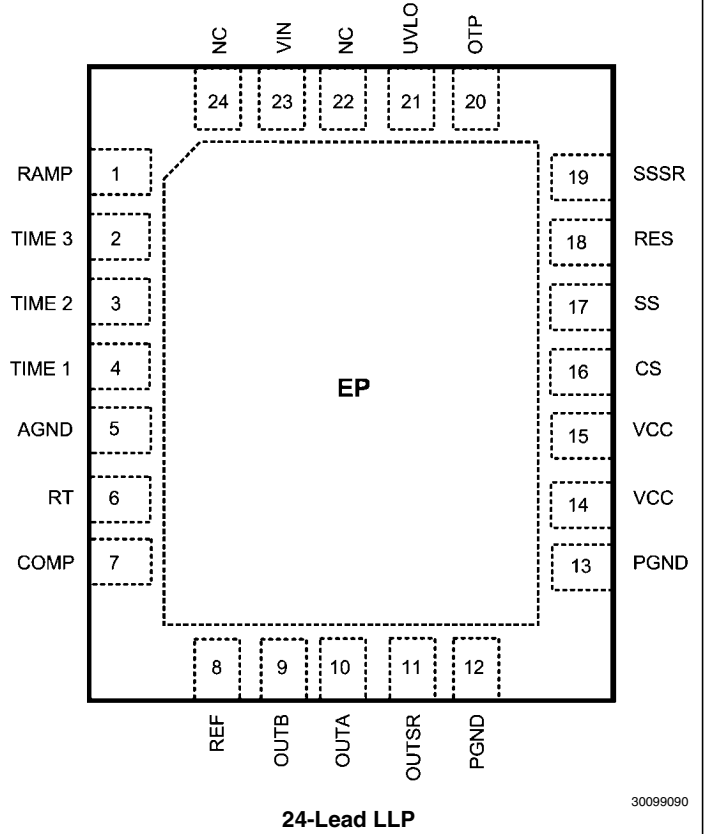 NC VIN NC UVLO OTP
24 23 22 21 20
RAMP 1 19 SSSR
TIME 3 2 18 RES
TIME 2 3 17 SS
TIME 1 4 16 CS
EP
AGND 5 15 VCC
RT 6 14 VCC
COMP 7 13 PGND
8 9 10 11 12
REF OUTB OUTA OUTSR PGND
30099090
24-Lead LLP